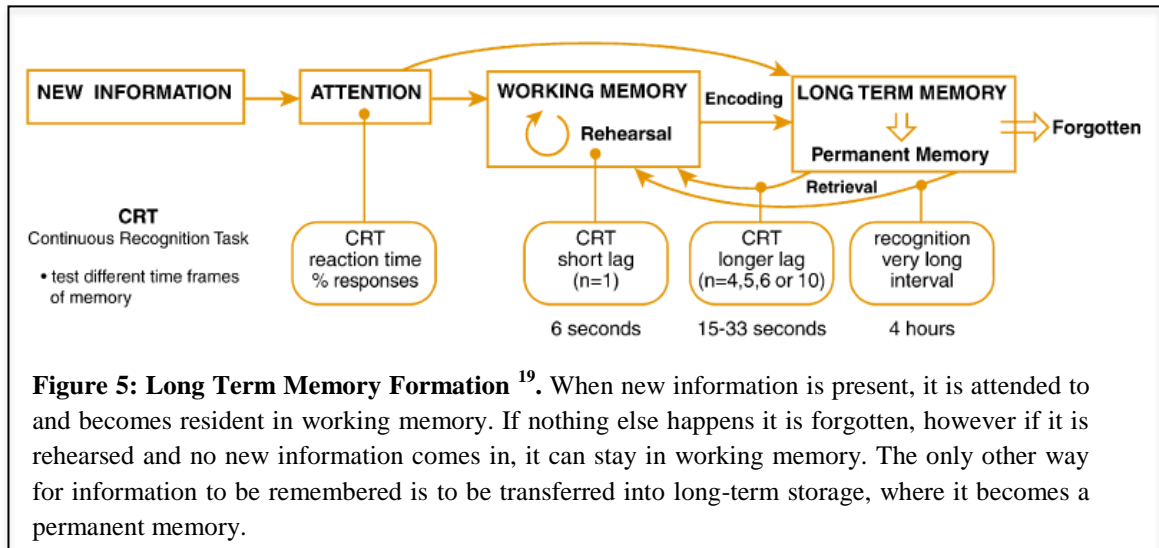 NEW INFORMATION
ATTENTION
WORKING MEMORY
Rehearsal
Encoding
LONG TERM MEMORY
Permanent Memory
Forgotten
Retrieval
CRT
Continuous Recognition Task
• test different time frames
of memory
CRT
reaction time
% responses
CRT
short lag
(n=1)
CRT
longer lag
(n=4,5,6 or 10)
recognition
very long
interval
6 seconds
15-33 seconds
4 hours
Figure 5: Long Term Memory Formation 19. When new information is present, it is attended to
and becomes resident in working memory. If nothing else happens it is forgotten, however if it is
rehearsed and no new information comes in, it can stay in working memory. The only other way
for information to be remembered is to be transferred into long-term storage, where it becomes a
permanent memory.